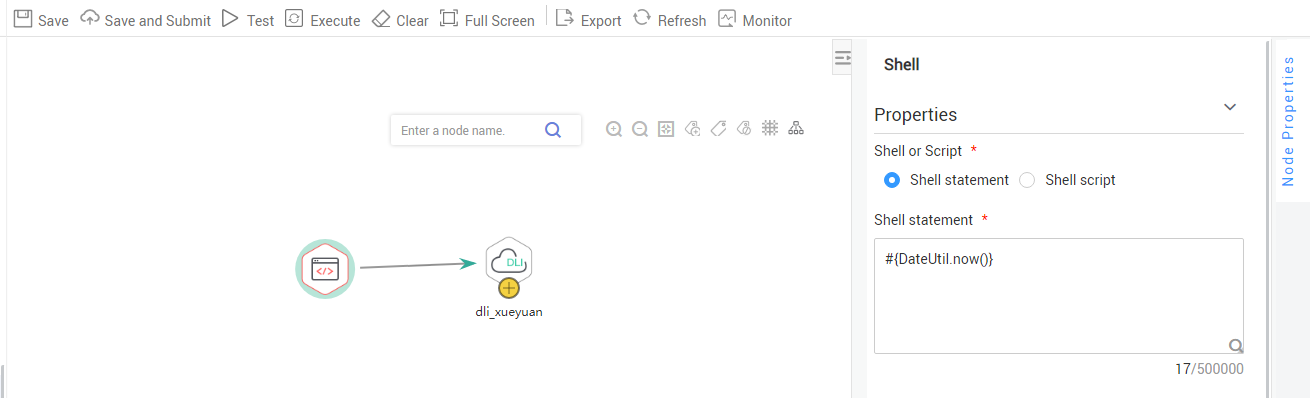 Save Save and Submit Test Execute Clear Full Screen Export Refresh Monitor
Enter a node name.
DLI
dli_xueyuan
Shell
Properties
Shell or Script *
Shell statement Shell script
Shell statement *
#{DateUtil.now()}
17/500000
Node Properties